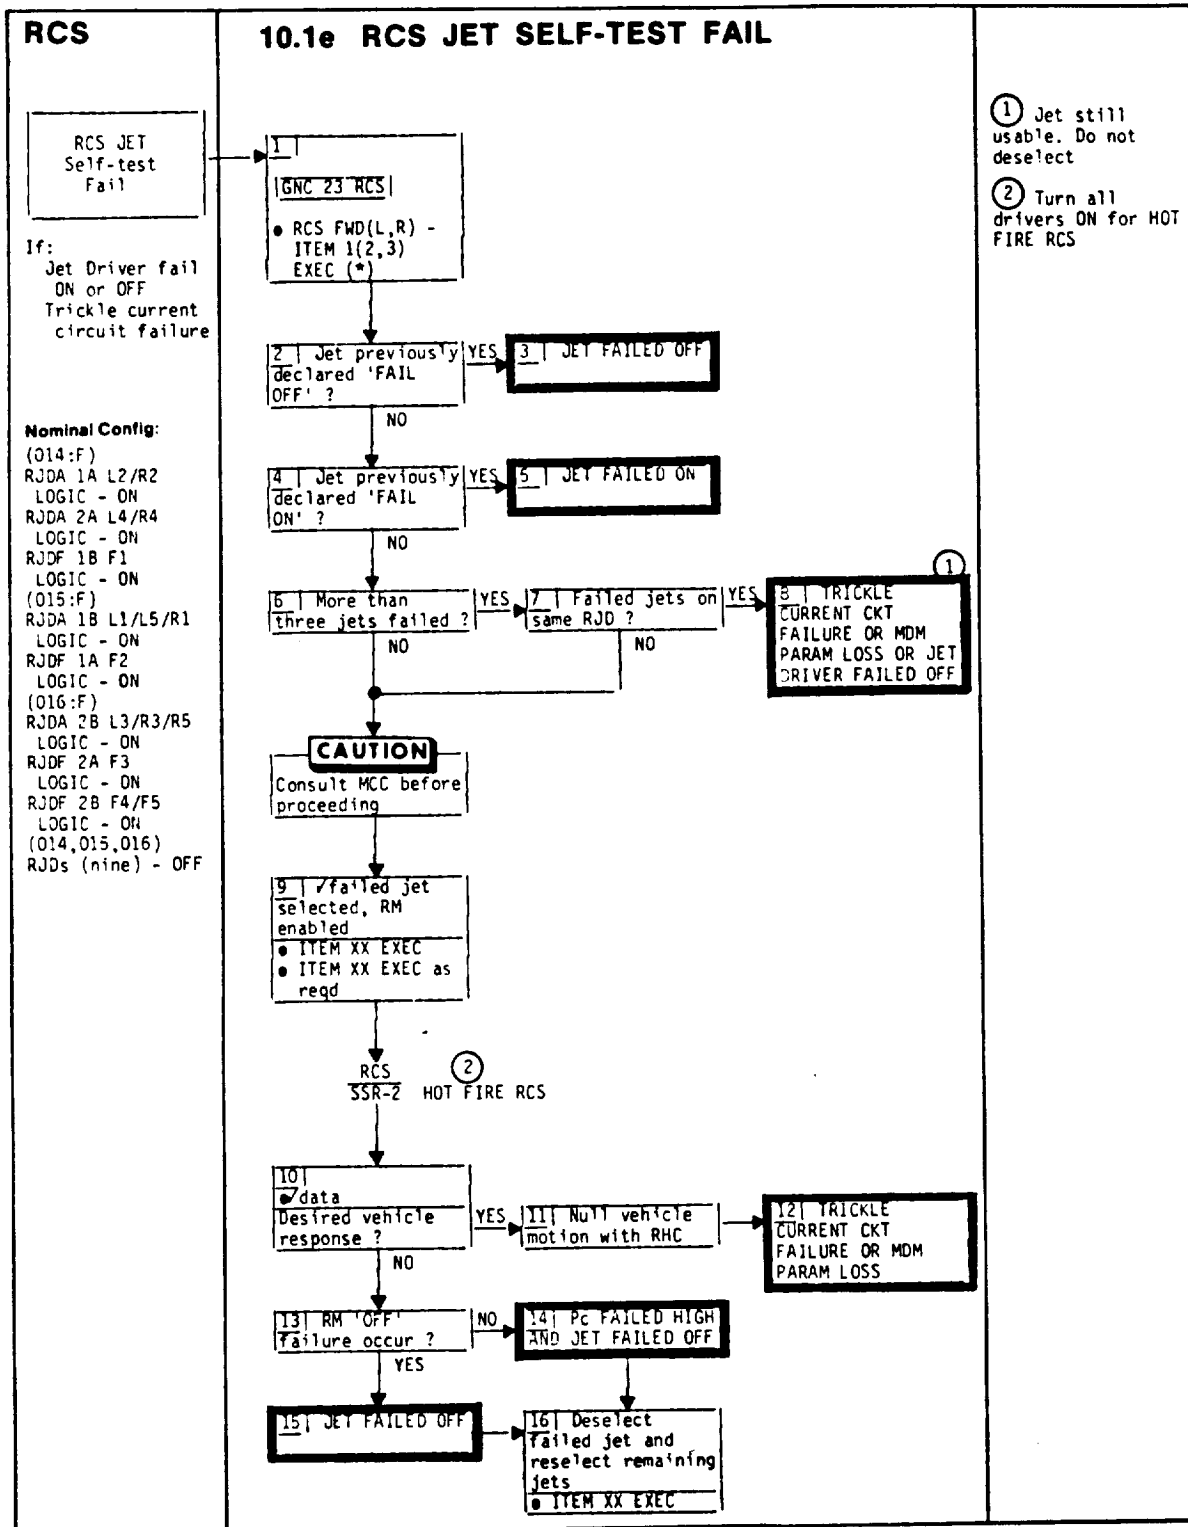 RCS
10.1e RCS JET SELF-TEST FAIL
RCS JET
Self-test
Fail
If:
Jet Driver fail
ON or OFF
Trickle current
circuit failure
Nominal Config:
(014:F)
RJDA 1A L2/R2
LOGIC - ON
RJDA 2A L4/R4
LOGIC - ON
RJDF 1B F1
LOGIC - ON
(015:F)
RJDA 1B L1/L5/R1
LOGIC - ON
RJDF 1A F2
LOGIC - ON
(016:F)
RJDA 2B L3/R3/R5
LOGIC - ON
RJDF 2A F3
LOGIC - ON
RJDF 2B F4/F5
LOGIC - ON
(014,015,016)
RJDs (nine) - OFF
1
GNC 23 RCS
● RCS FWD(L,R) -
ITEM 1(2,3)
EXEC (*)
2 | Jet previously
declared 'FAIL
OFF' ?
YES
NO
3 | JET FAILED OFF
4 | Jet previously
declared 'FAIL
ON' ?
YES
NO
5 | JET FAILED ON
6 | More than
three jets failed ?
YES
NO
7 | Failed jets on
same RJD ?
YES
NO
1
8 | TRICKLE
CURRENT CKT
FAILURE OR MDM
PARAM LOSS OR JET
DRIVER FAILED OFF
CAUTION
Consult MCC before
proceeding
9 | √failed jet
selected, RM
enabled
● ITEM XX EXEC
● ITEM XX EXEC as
reqd
RCS
SSR-2
2
HOT FIRE RCS
10
●√data
Desired vehicle
response ?
YES
NO
11 | Null vehicle
motion with RHC
12 | TRICKLE
CURRENT CKT
FAILURE OR MDM
PARAM LOSS
13 | RM 'OFF'
failure occur ?
NO
YES
14 | Pc FAILED HIGH
AND JET FAILED OFF
15 | JET FAILED OFF
16 | Deselect
failed jet and
reselect remaining
jets
● ITEM XX EXEC
1 Jet still
usable. Do not
deselect
2 Turn all
drivers ON for HOT
FIRE RCS